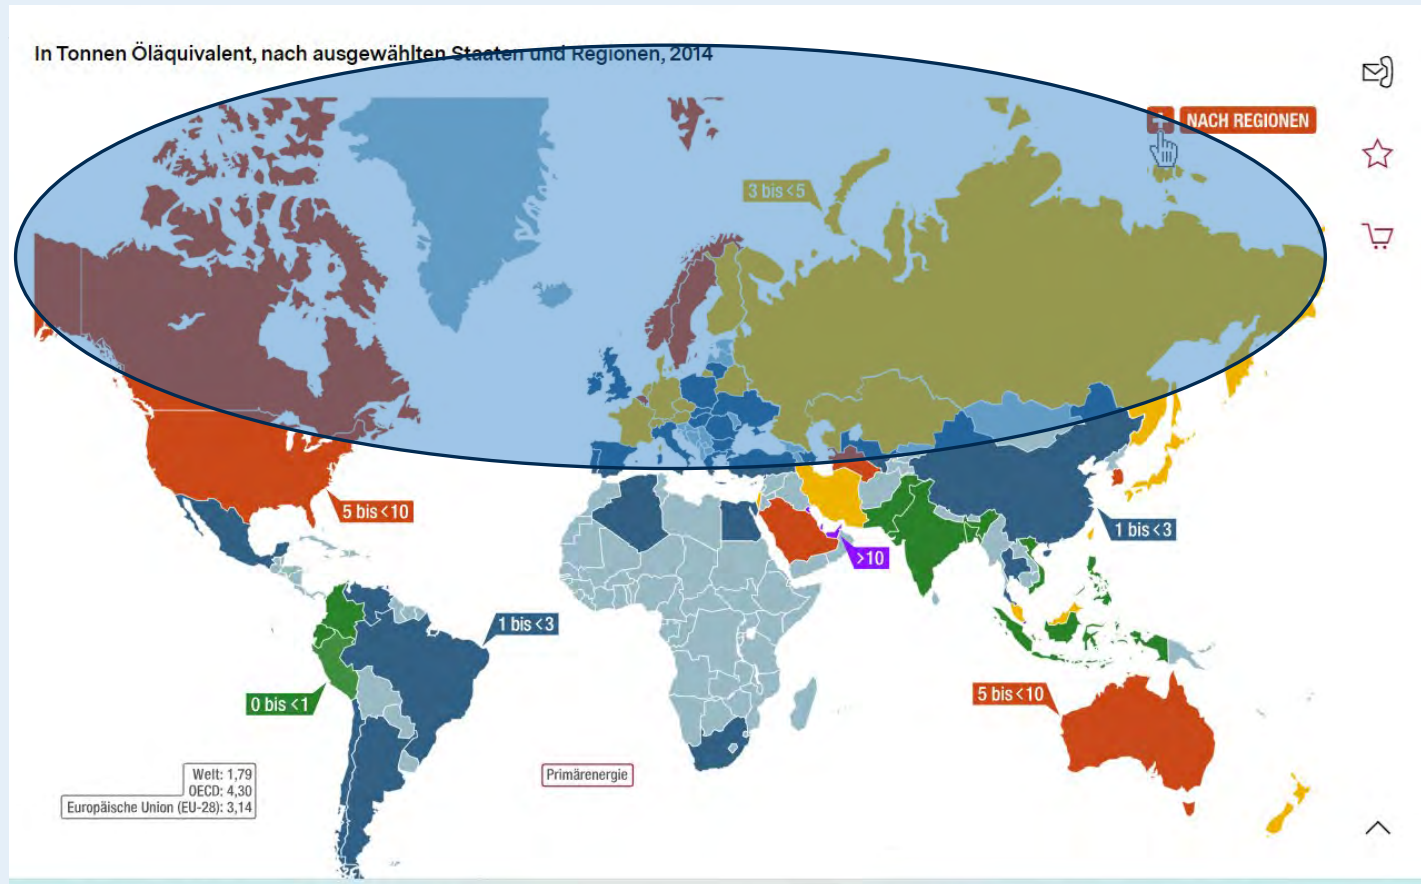 In Tonnen Öläquivalent, nach ausgewählten Staaten und Regionen, 2014
NACH REGIONEN
3 bis <5
5 bis <10
1 bis <3
>10
1 bis <3
0 bis <1
5 bis <10
Welt: 1,79
OECD: 4,30
Europäische Union (EU-28): 3,14
Primärenergie